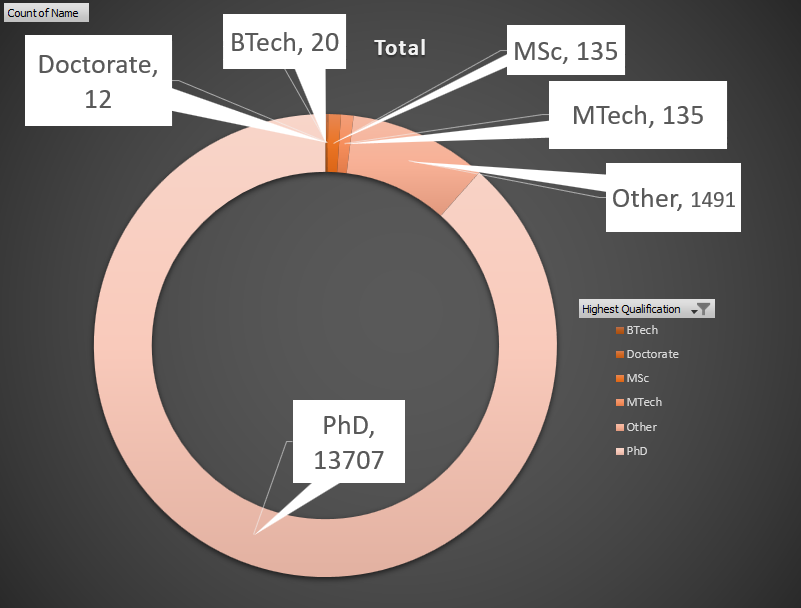 Count of Name
Total
Doctorate,
12
BTech, 20
MSc, 135
MTech, 135
Other, 1491
PhD,
13707
Highest Qualification
BTech
Doctorate
MSc
MTech
Other
PhD